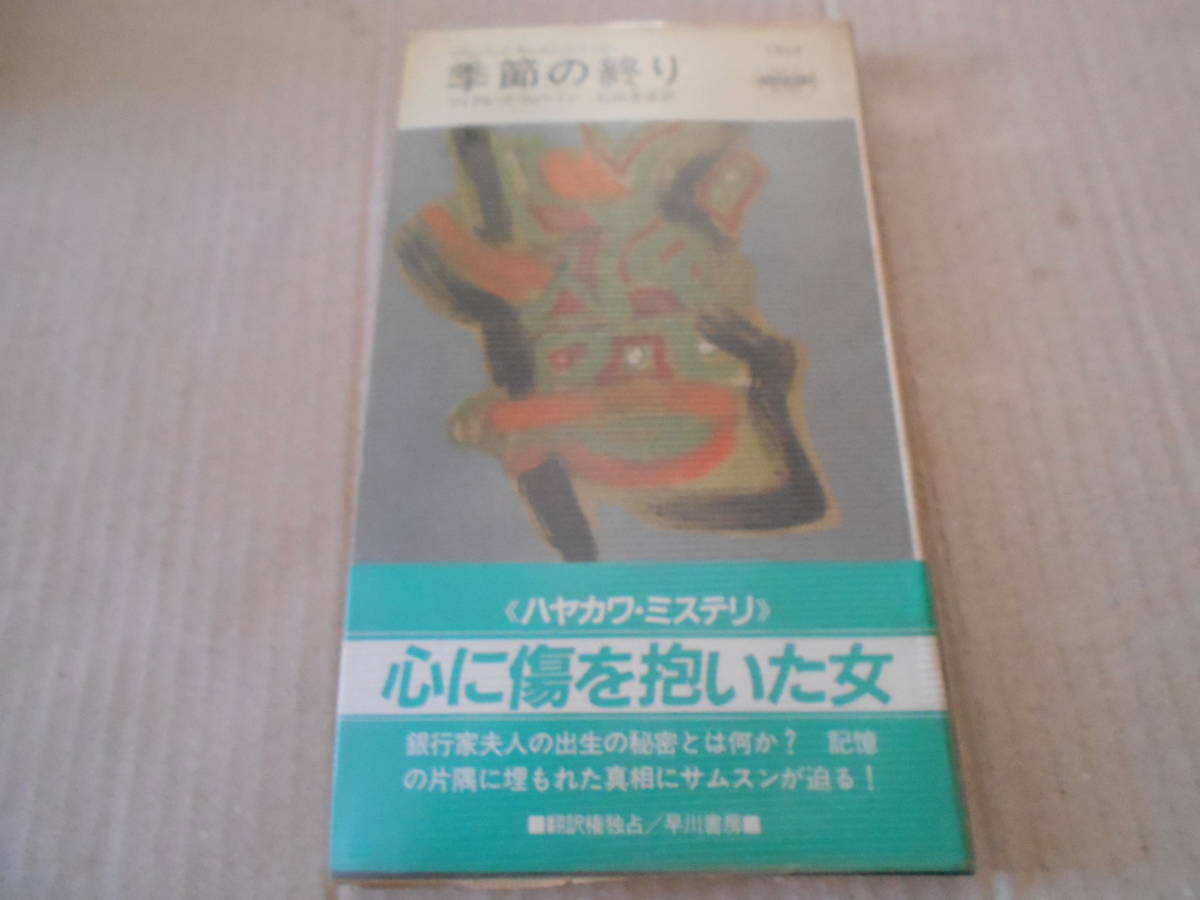 季節の終り
《ハヤカワ・ミステリ》
心に傷を抱いた女
銀行家夫人の出生の秘密とは何か？　記憶
の片隅に埋もれた真相にサムスンが迫る！
■翻訳権独占／早川書房■